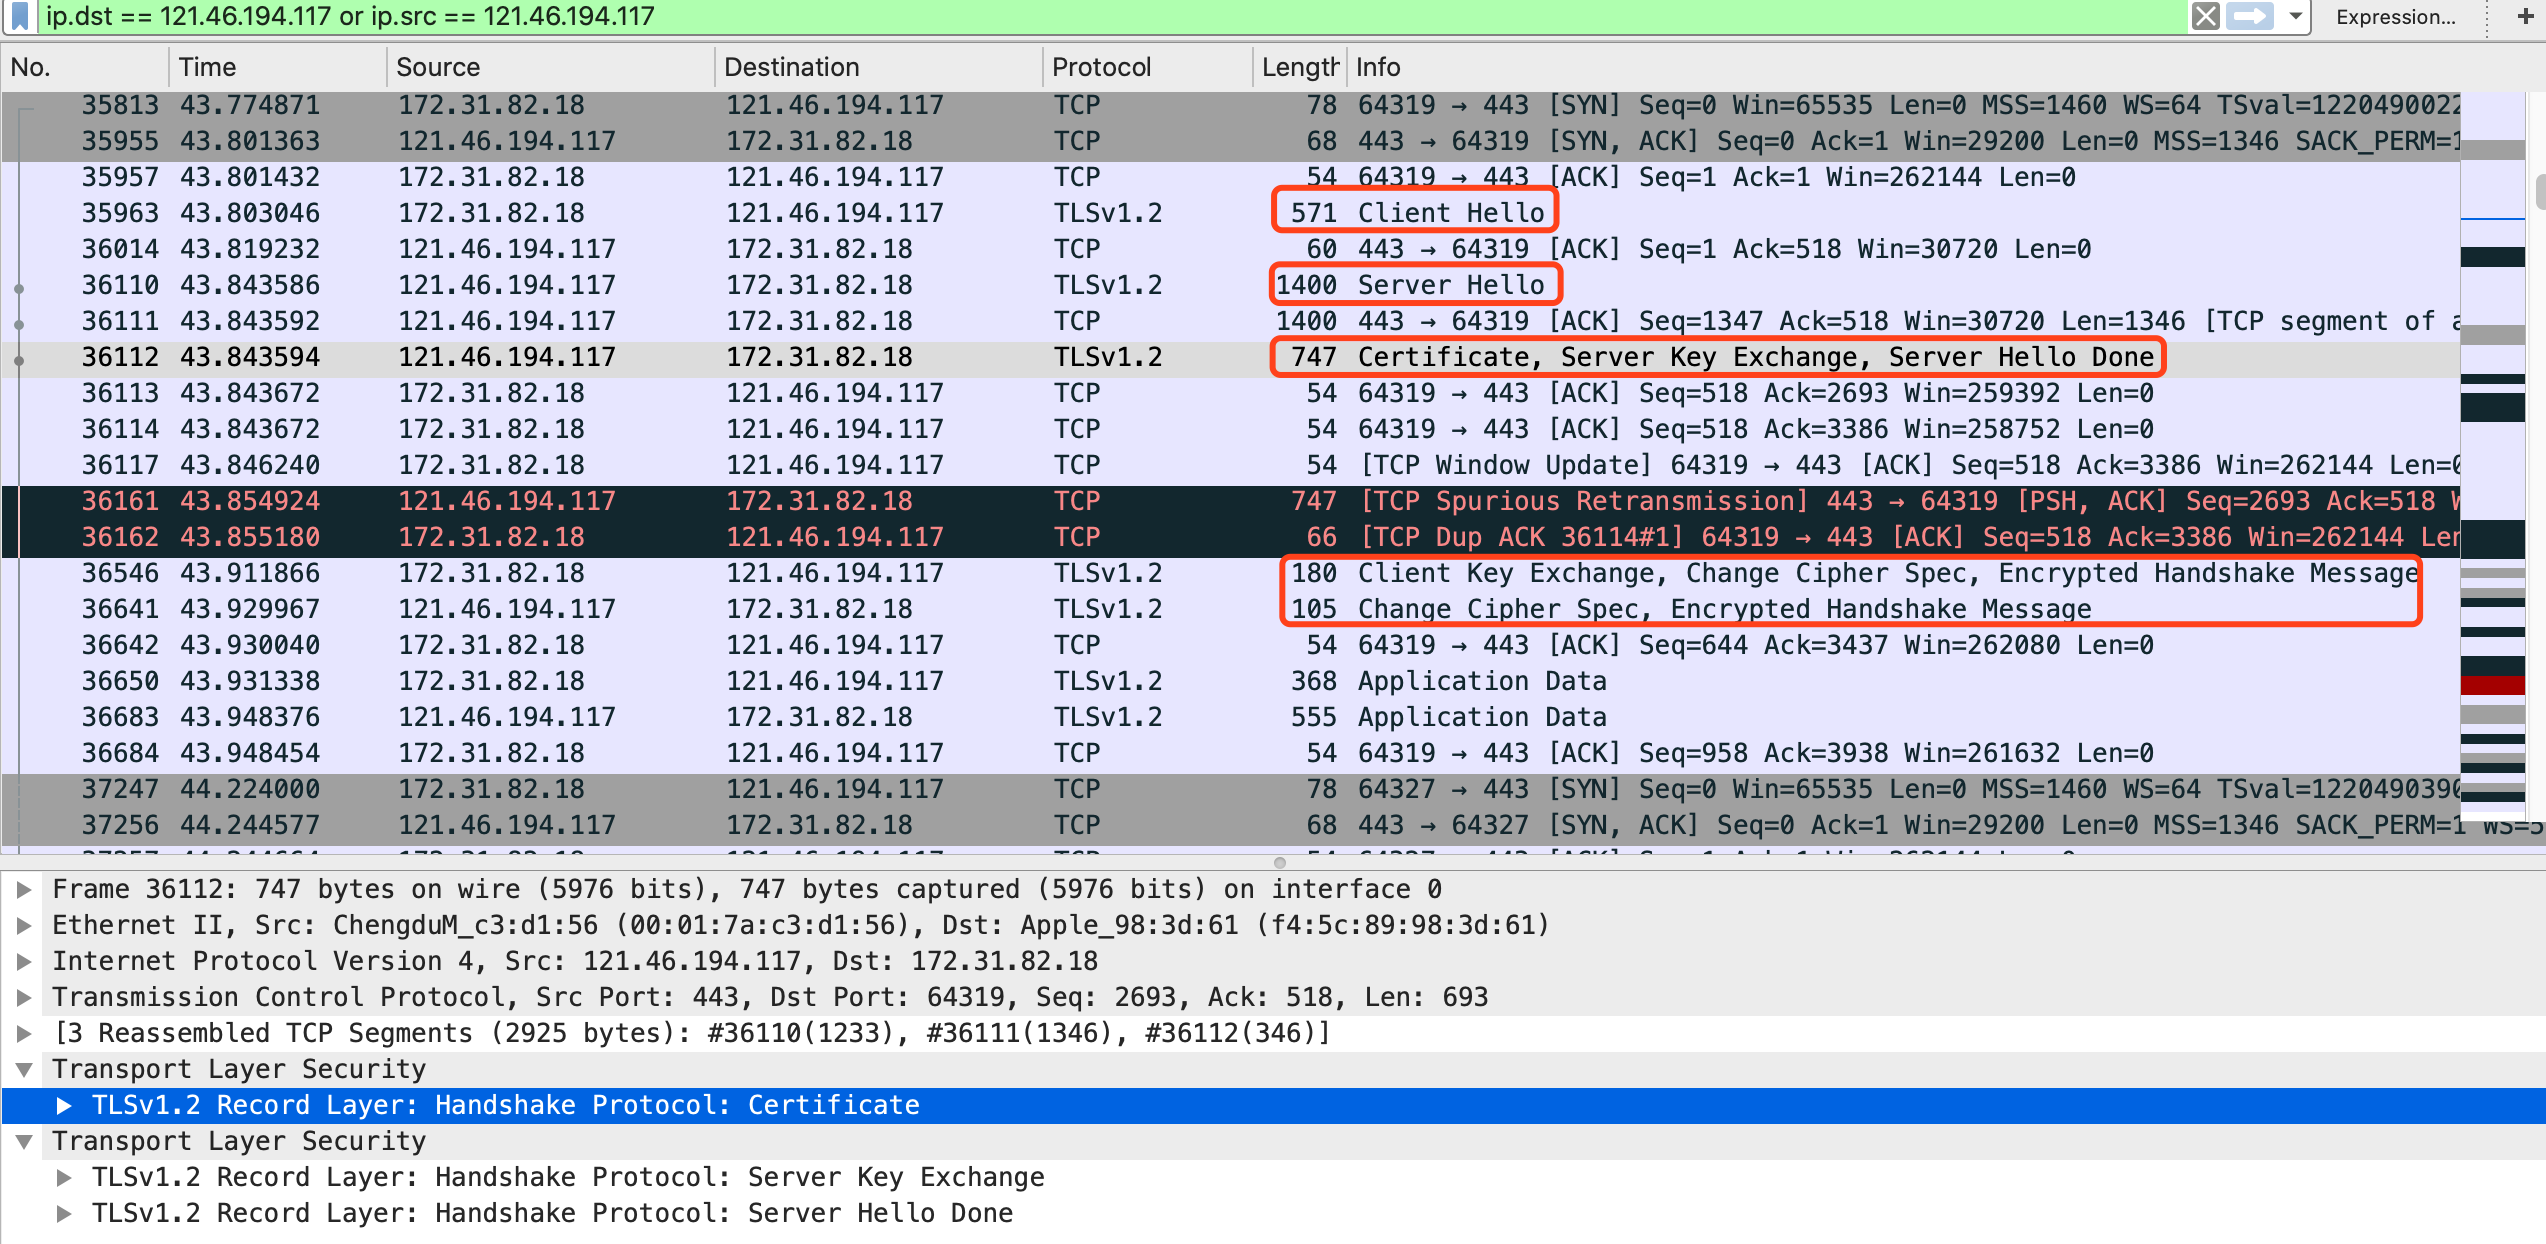 ip.dst == 121.46.194.117 or ip.src == 121.46.194.117 Expression... +
No. Time Source Destination Protocol Length Info
35813 43.774871 172.31.82.18 121.46.194.117 TCP 78 64319 → 443 [SYN] Seq=0 Win=65535 Len=0 MSS=1460 WS=64 TSval=1220490022
35955 43.801363 121.46.194.117 172.31.82.18 TCP 68 443 → 64319 [SYN, ACK] Seq=0 Ack=1 Win=29200 Len=0 MSS=1346 SACK_PERM=1
35957 43.801432 172.31.82.18 121.46.194.117 TCP 54 64319 → 443 [ACK] Seq=1 Ack=1 Win=262144 Len=0
35963 43.803046 172.31.82.18 121.46.194.117 TLSv1.2 571 Client Hello
36014 43.819232 121.46.194.117 172.31.82.18 TCP 60 443 → 64319 [ACK] Seq=1 Ack=518 Win=30720 Len=0
36110 43.843586 121.46.194.117 172.31.82.18 TLSv1.2 1400 Server Hello
36111 43.843592 121.46.194.117 172.31.82.18 TCP 1400 443 → 64319 [ACK] Seq=1347 Ack=518 Win=30720 Len=1346 [TCP segment of a
36112 43.843594 121.46.194.117 172.31.82.18 TLSv1.2 747 Certificate, Server Key Exchange, Server Hello Done
36113 43.843672 172.31.82.18 121.46.194.117 TCP 54 64319 → 443 [ACK] Seq=518 Ack=2693 Win=259392 Len=0
36114 43.843672 172.31.82.18 121.46.194.117 TCP 54 64319 → 443 [ACK] Seq=518 Ack=3386 Win=258752 Len=0
36117 43.846240 172.31.82.18 121.46.194.117 TCP 54 [TCP Window Update] 64319 → 443 [ACK] Seq=518 Ack=3386 Win=262144 Len=0
36161 43.854924 121.46.194.117 172.31.82.18 TCP 747 [TCP Spurious Retransmission] 443 → 64319 [PSH, ACK] Seq=2693 Ack=518 W
36162 43.855180 172.31.82.18 121.46.194.117 TCP 66 [TCP Dup ACK 36114#1] 64319 → 443 [ACK] Seq=518 Ack=3386 Win=262144 Len
36546 43.911866 172.31.82.18 121.46.194.117 TLSv1.2 180 Client Key Exchange, Change Cipher Spec, Encrypted Handshake Message
36641 43.929967 121.46.194.117 172.31.82.18 TLSv1.2 105 Change Cipher Spec, Encrypted Handshake Message
36642 43.930040 172.31.82.18 121.46.194.117 TCP 54 64319 → 443 [ACK] Seq=644 Ack=3437 Win=262080 Len=0
36650 43.931338 172.31.82.18 121.46.194.117 TLSv1.2 368 Application Data
36683 43.948376 121.46.194.117 172.31.82.18 TLSv1.2 555 Application Data
36684 43.948454 172.31.82.18 121.46.194.117 TCP 54 64319 → 443 [ACK] Seq=958 Ack=3938 Win=261632 Len=0
37247 44.224000 172.31.82.18 121.46.194.117 TCP 78 64327 → 443 [SYN] Seq=0 Win=65535 Len=0 MSS=1460 WS=64 TSval=1220490390
37256 44.244577 121.46.194.117 172.31.82.18 TCP 68 443 → 64327 [SYN, ACK] Seq=0 Ack=1 Win=29200 Len=0 MSS=1346 SACK_PERM=1 WS=5
Frame 36112: 747 bytes on wire (5976 bits), 747 bytes captured (5976 bits) on interface 0
Ethernet II, Src: ChengduM_c3:d1:56 (00:01:7a:c3:d1:56), Dst: Apple_98:3d:61 (f4:5c:89:98:3d:61)
Internet Protocol Version 4, Src: 121.46.194.117, Dst: 172.31.82.18
Transmission Control Protocol, Src Port: 443, Dst Port: 64319, Seq: 2693, Ack: 518, Len: 693
[3 Reassembled TCP Segments (2925 bytes): #36110(1233), #36111(1346), #36112(346)]
Transport Layer Security
TLSv1.2 Record Layer: Handshake Protocol: Certificate
Transport Layer Security
TLSv1.2 Record Layer: Handshake Protocol: Server Key Exchange
TLSv1.2 Record Layer: Handshake Protocol: Server Hello Done